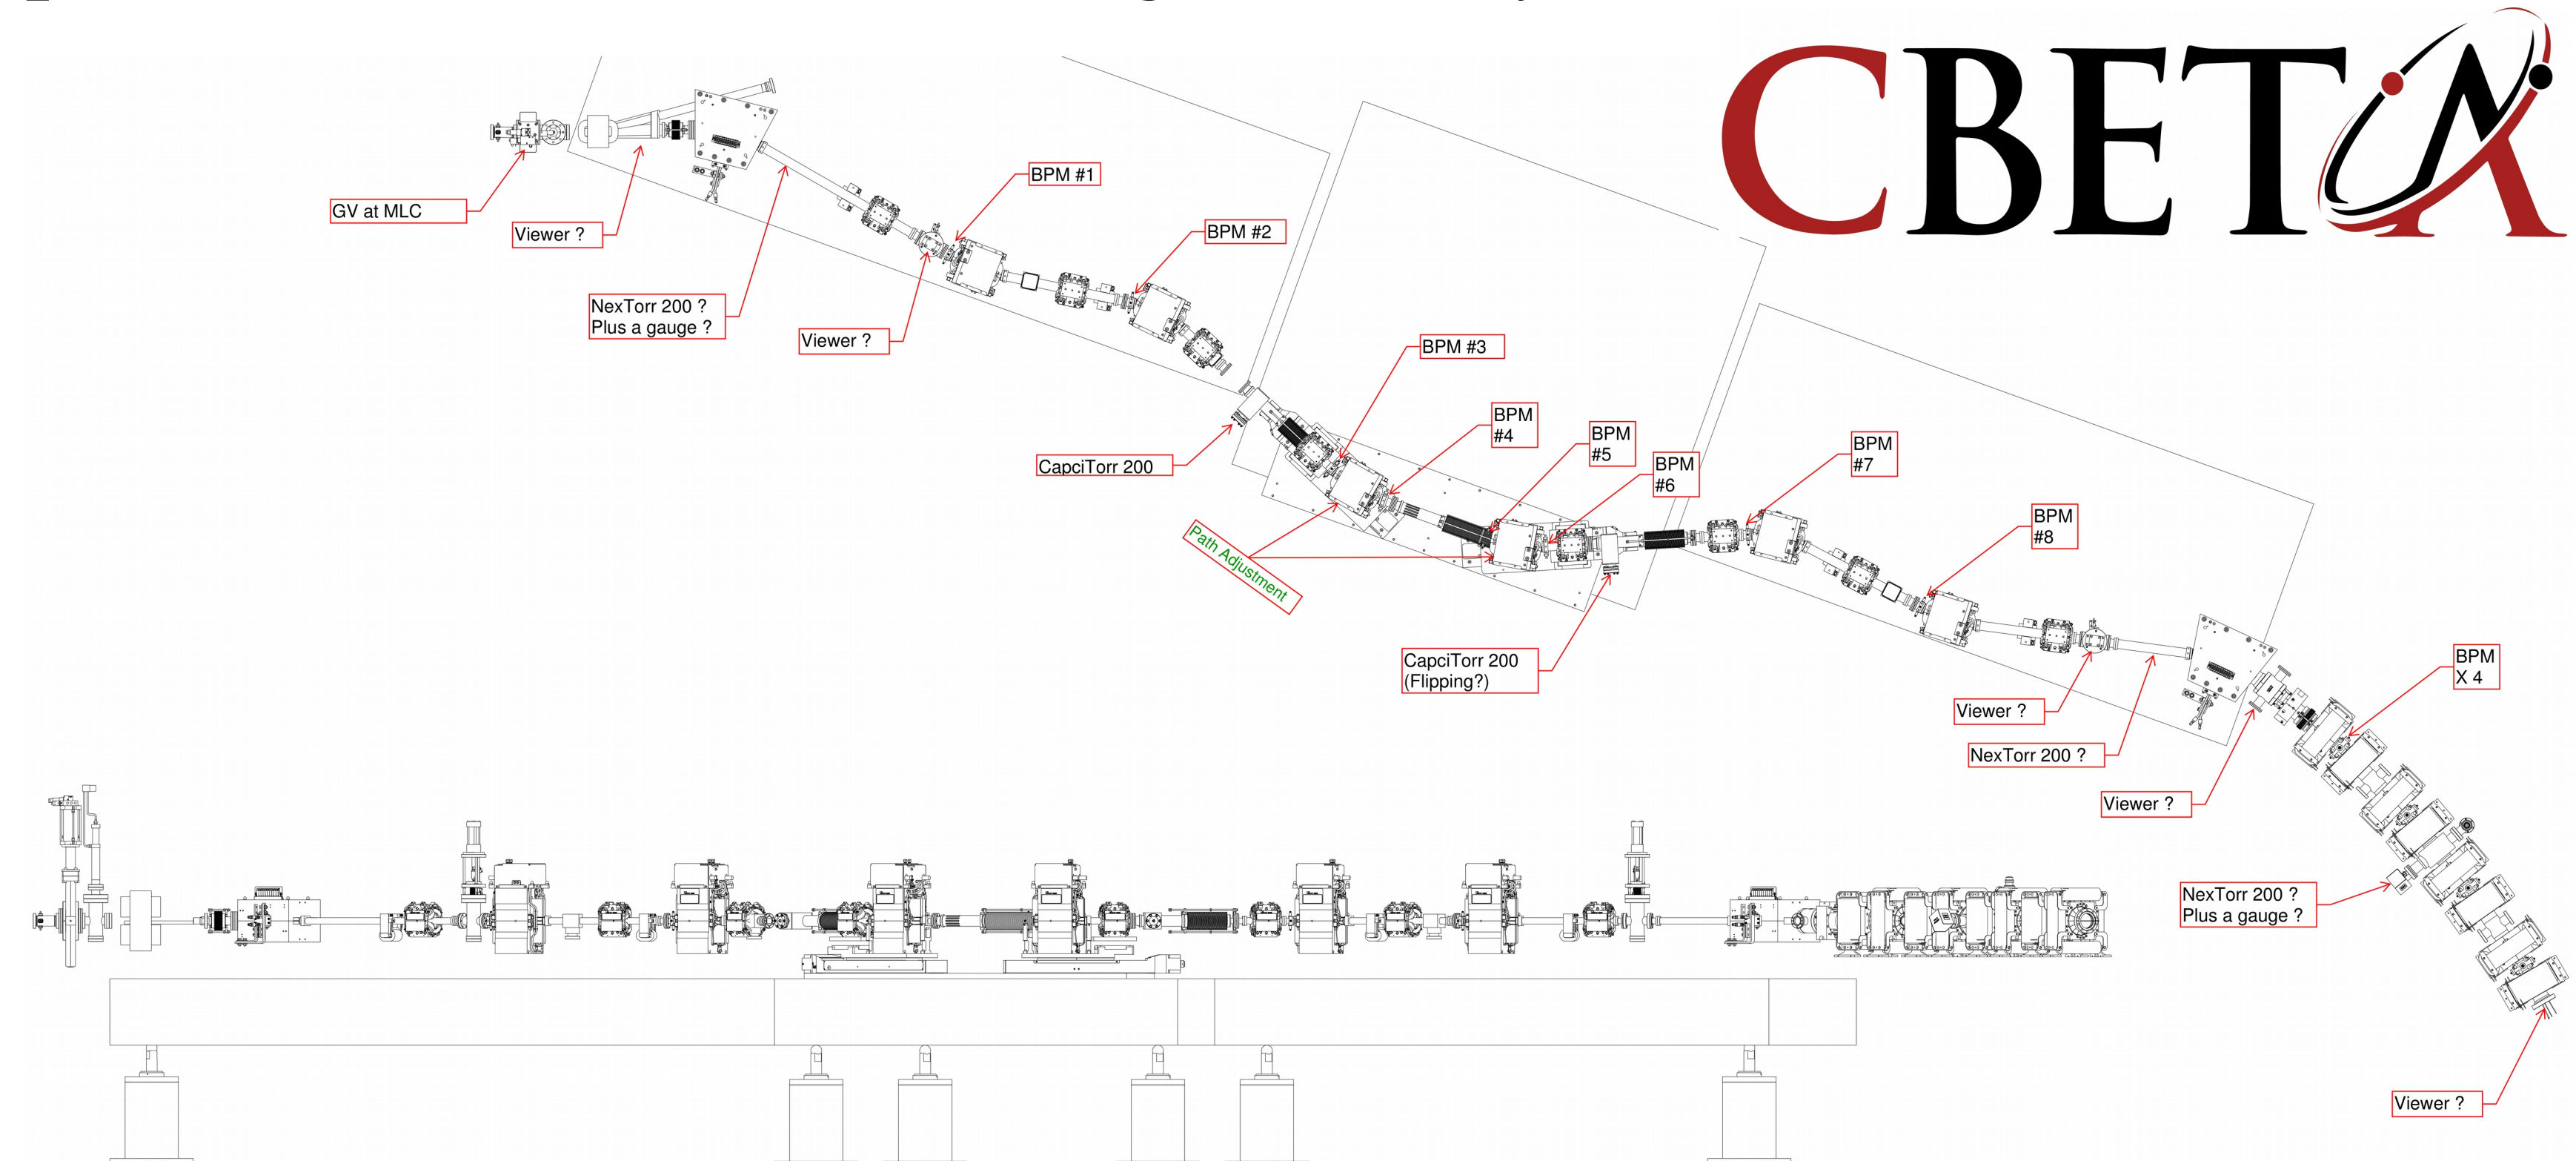 CBETA
GV at MLC
Viewer ?
NexTorr 200 ?
Plus a gauge ?
Viewer ?
BPM #1
BPM #2
BPM #3
CapciTorr 200
BPM
#4
BPM
#5
BPM
#6
Path Adjustment
CapciTorr 200
(Flipping?)
BPM
#7
BPM
#8
Viewer ?
NexTorr 200 ?
Viewer ?
BPM
X 4
NexTorr 200 ?
Plus a gauge ?
Viewer ?